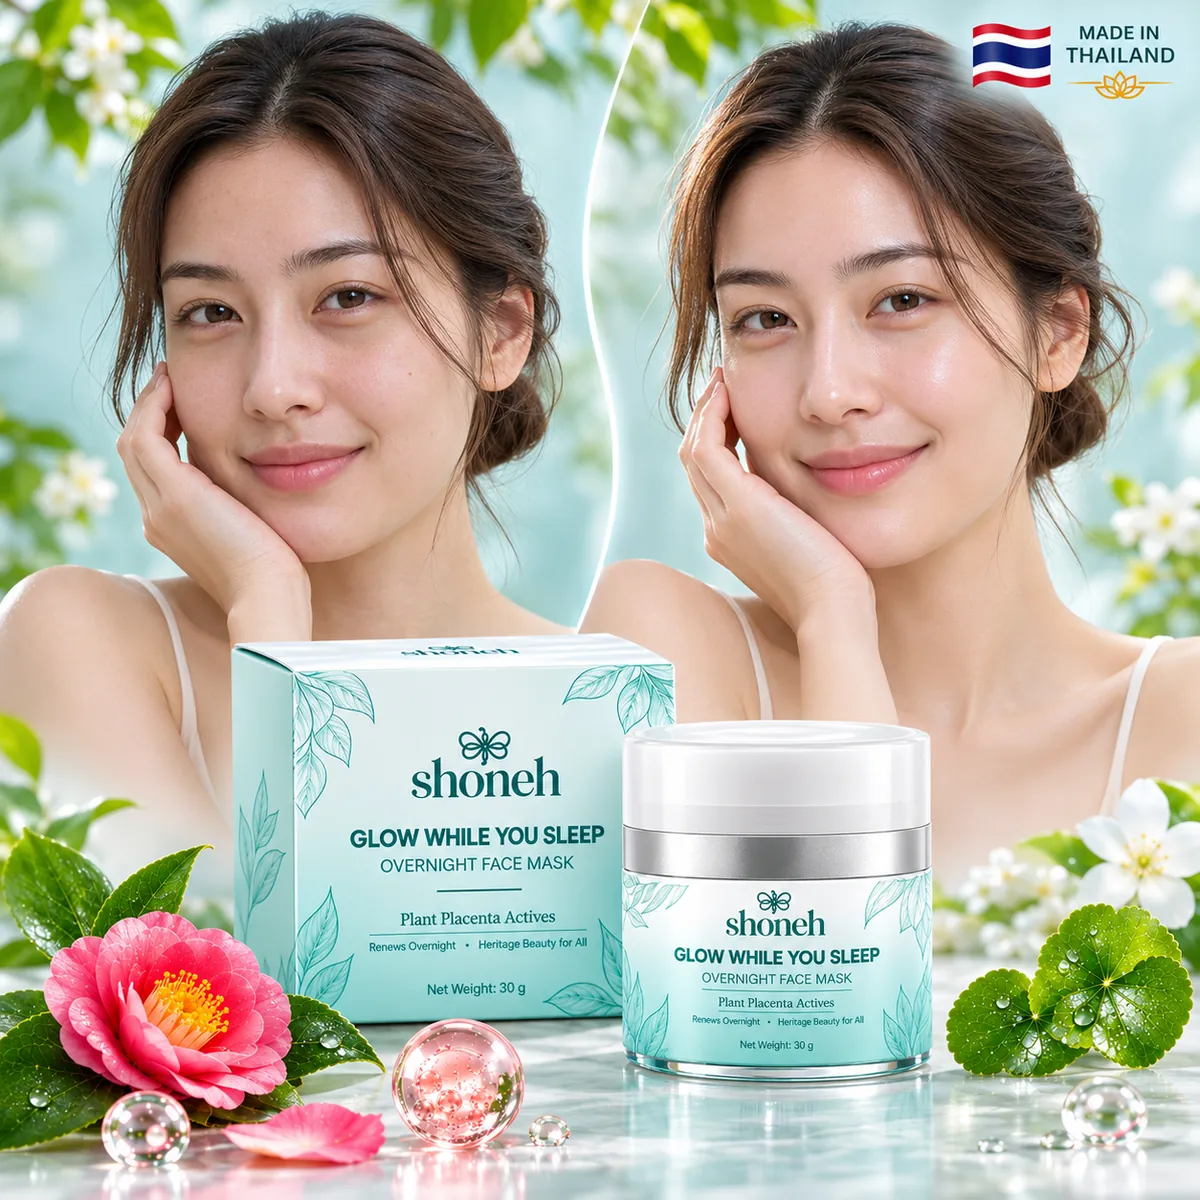 MADE IN
THAILAND
shoneh
shoneh
GLOW WHILE YOU SLEEP
OVERNIGHT FACE MASK
Plant Placenta Actives
Renews Overnight • Heritage Beauty for All
Net Weight: 30 g
shoneh
GLOW WHILE YOU SLEEP
OVERNIGHT FACE MASK
Plant Placenta Actives
Renews Overnight • Heritage Beauty for All
Net Weight: 30 g